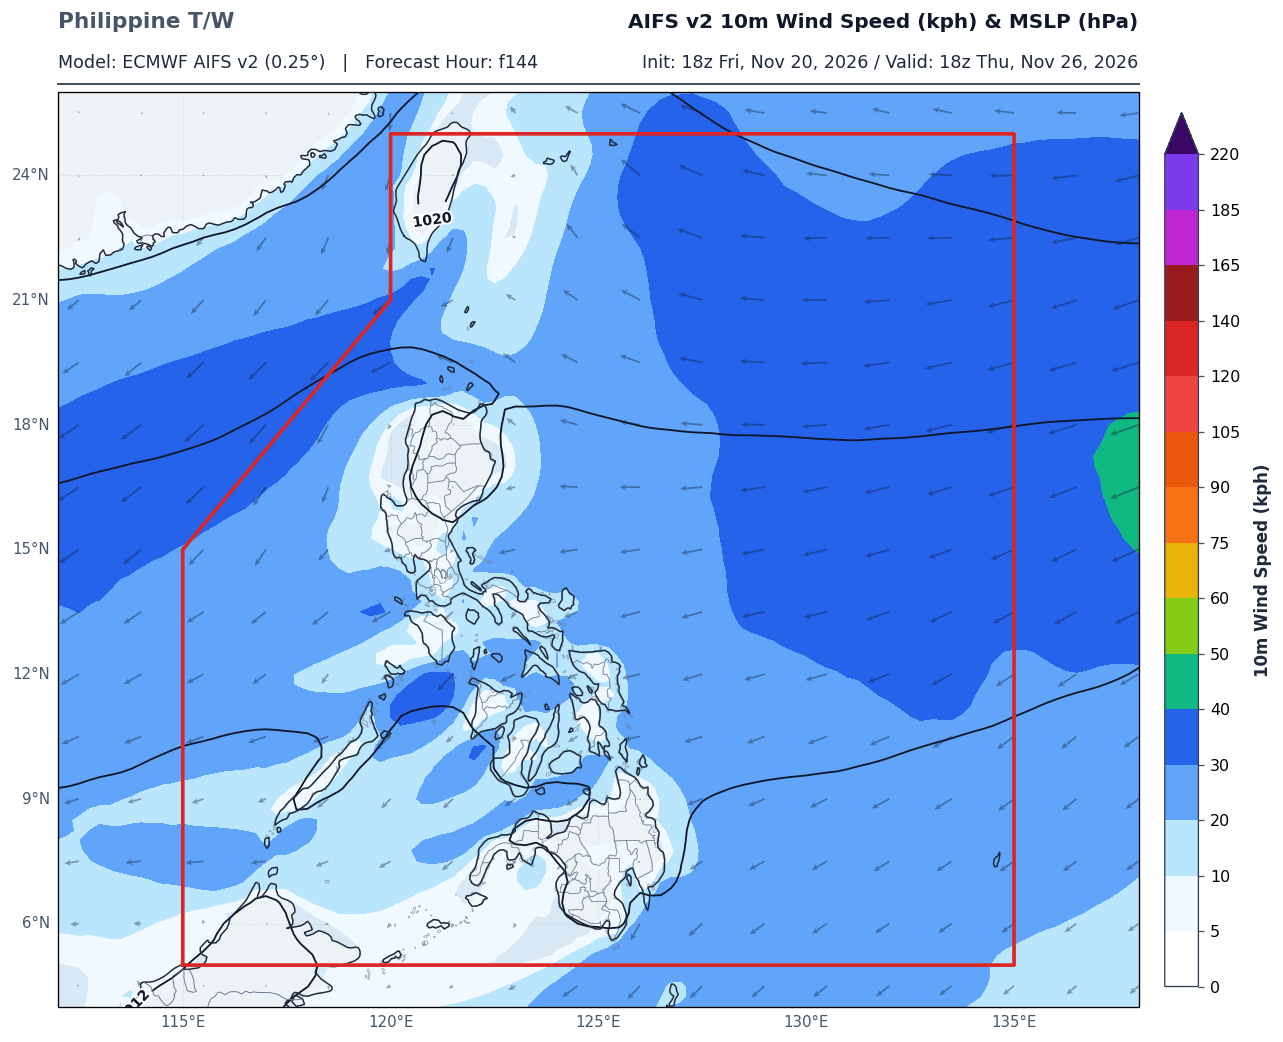 Philippine T/W
AIFS v2 10m Wind Speed (kph) & MSLP (hPa)
Model: ECMWF AIFS v2 (0.25°) | Forecast Hour: f144
Init: 18z Fri, Nov 20, 2026 / Valid: 18z Thu, Nov 26, 2026
24°N
21°N
18°N
15°N
12°N
9°N
6°N
115°E
120°E
125°E
130°E
135°E
1020
012
220
185
165
140
120
105
90
75
60
50
40
30
20
10
5
0
10m Wind Speed (kph)